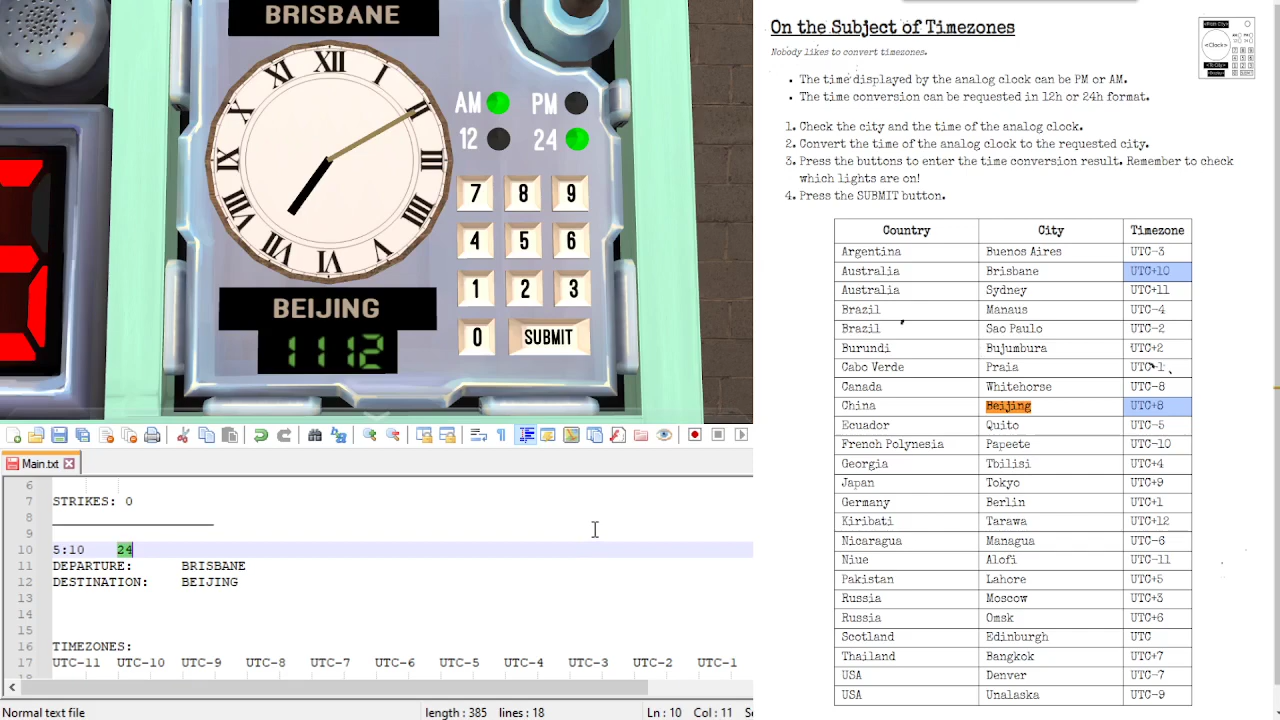 BRISBANE
XII
I
II
III
IIII
V
VI
VII
VIII
IX
X
XI
AM PM
12 24
7 8 9
4 5 6
1 2 3
0 SUBMIT
BEIJING
1112
Main.txt
6
7 STRIKES: 0
8
9
10 5:10 24
11 DEPARTURE: BRISBANE
12 DESTINATION: BEIJING
13
14
15
16 TIMEZONES:
17 UTC-11 UTC-10 UTC-9 UTC-8 UTC-7 UTC-6 UTC-5 UTC-4 UTC-3 UTC-2 UTC-1
Normal text file length : 385 lines : 18 Ln : 10 Col : 11 Se
On the Subject of Timezones
Nobody likes to convert timezones.
• The time displayed by the analog clock can be PM or AM.
• The time conversion can be requested in 12h or 24h format.
1. Check the city and the time of the analog clock.
2. Convert the time of the analog clock to the requested city.
3. Press the buttons to enter the time conversion result. Remember to check
which lights are on!
4. Press the SUBMIT button.
Country City Timezone
Argentina Buenos Aires UTC-3
Australia Brisbane UTC+10
Australia Sydney UTC+11
Brazil Manaus UTC-4
Brazil Sao Paulo UTC-2
Burundi Bujumbura UTC+2
Cabo Verde Praia UTC-1
Canada Whitehorse UTC-8
China Beijing UTC+8
Ecuador Quito UTC-5
French Polynesia Papeete UTC-10
Georgia Tbilisi UTC+4
Japan Tokyo UTC+9
Germany Berlin UTC+1
Kiribati Tarawa UTC+12
Nicaragua Managua UTC-6
Niue Alofi UTC-11
Pakistan Lahore UTC+5
Russia Moscow UTC+3
Russia Omsk UTC+6
Scotland Edinburgh UTC
Thailand Bangkok UTC+7
USA Denver UTC-7
USA Unalaska UTC-9